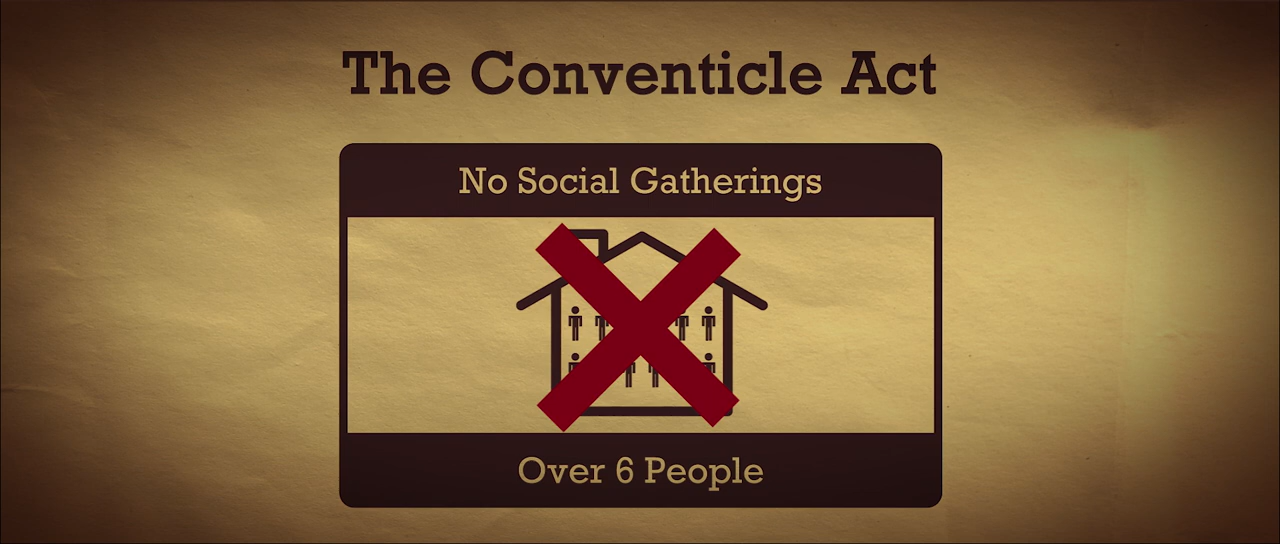 The Conventicle Act
No Social Gatherings
Over 6 People